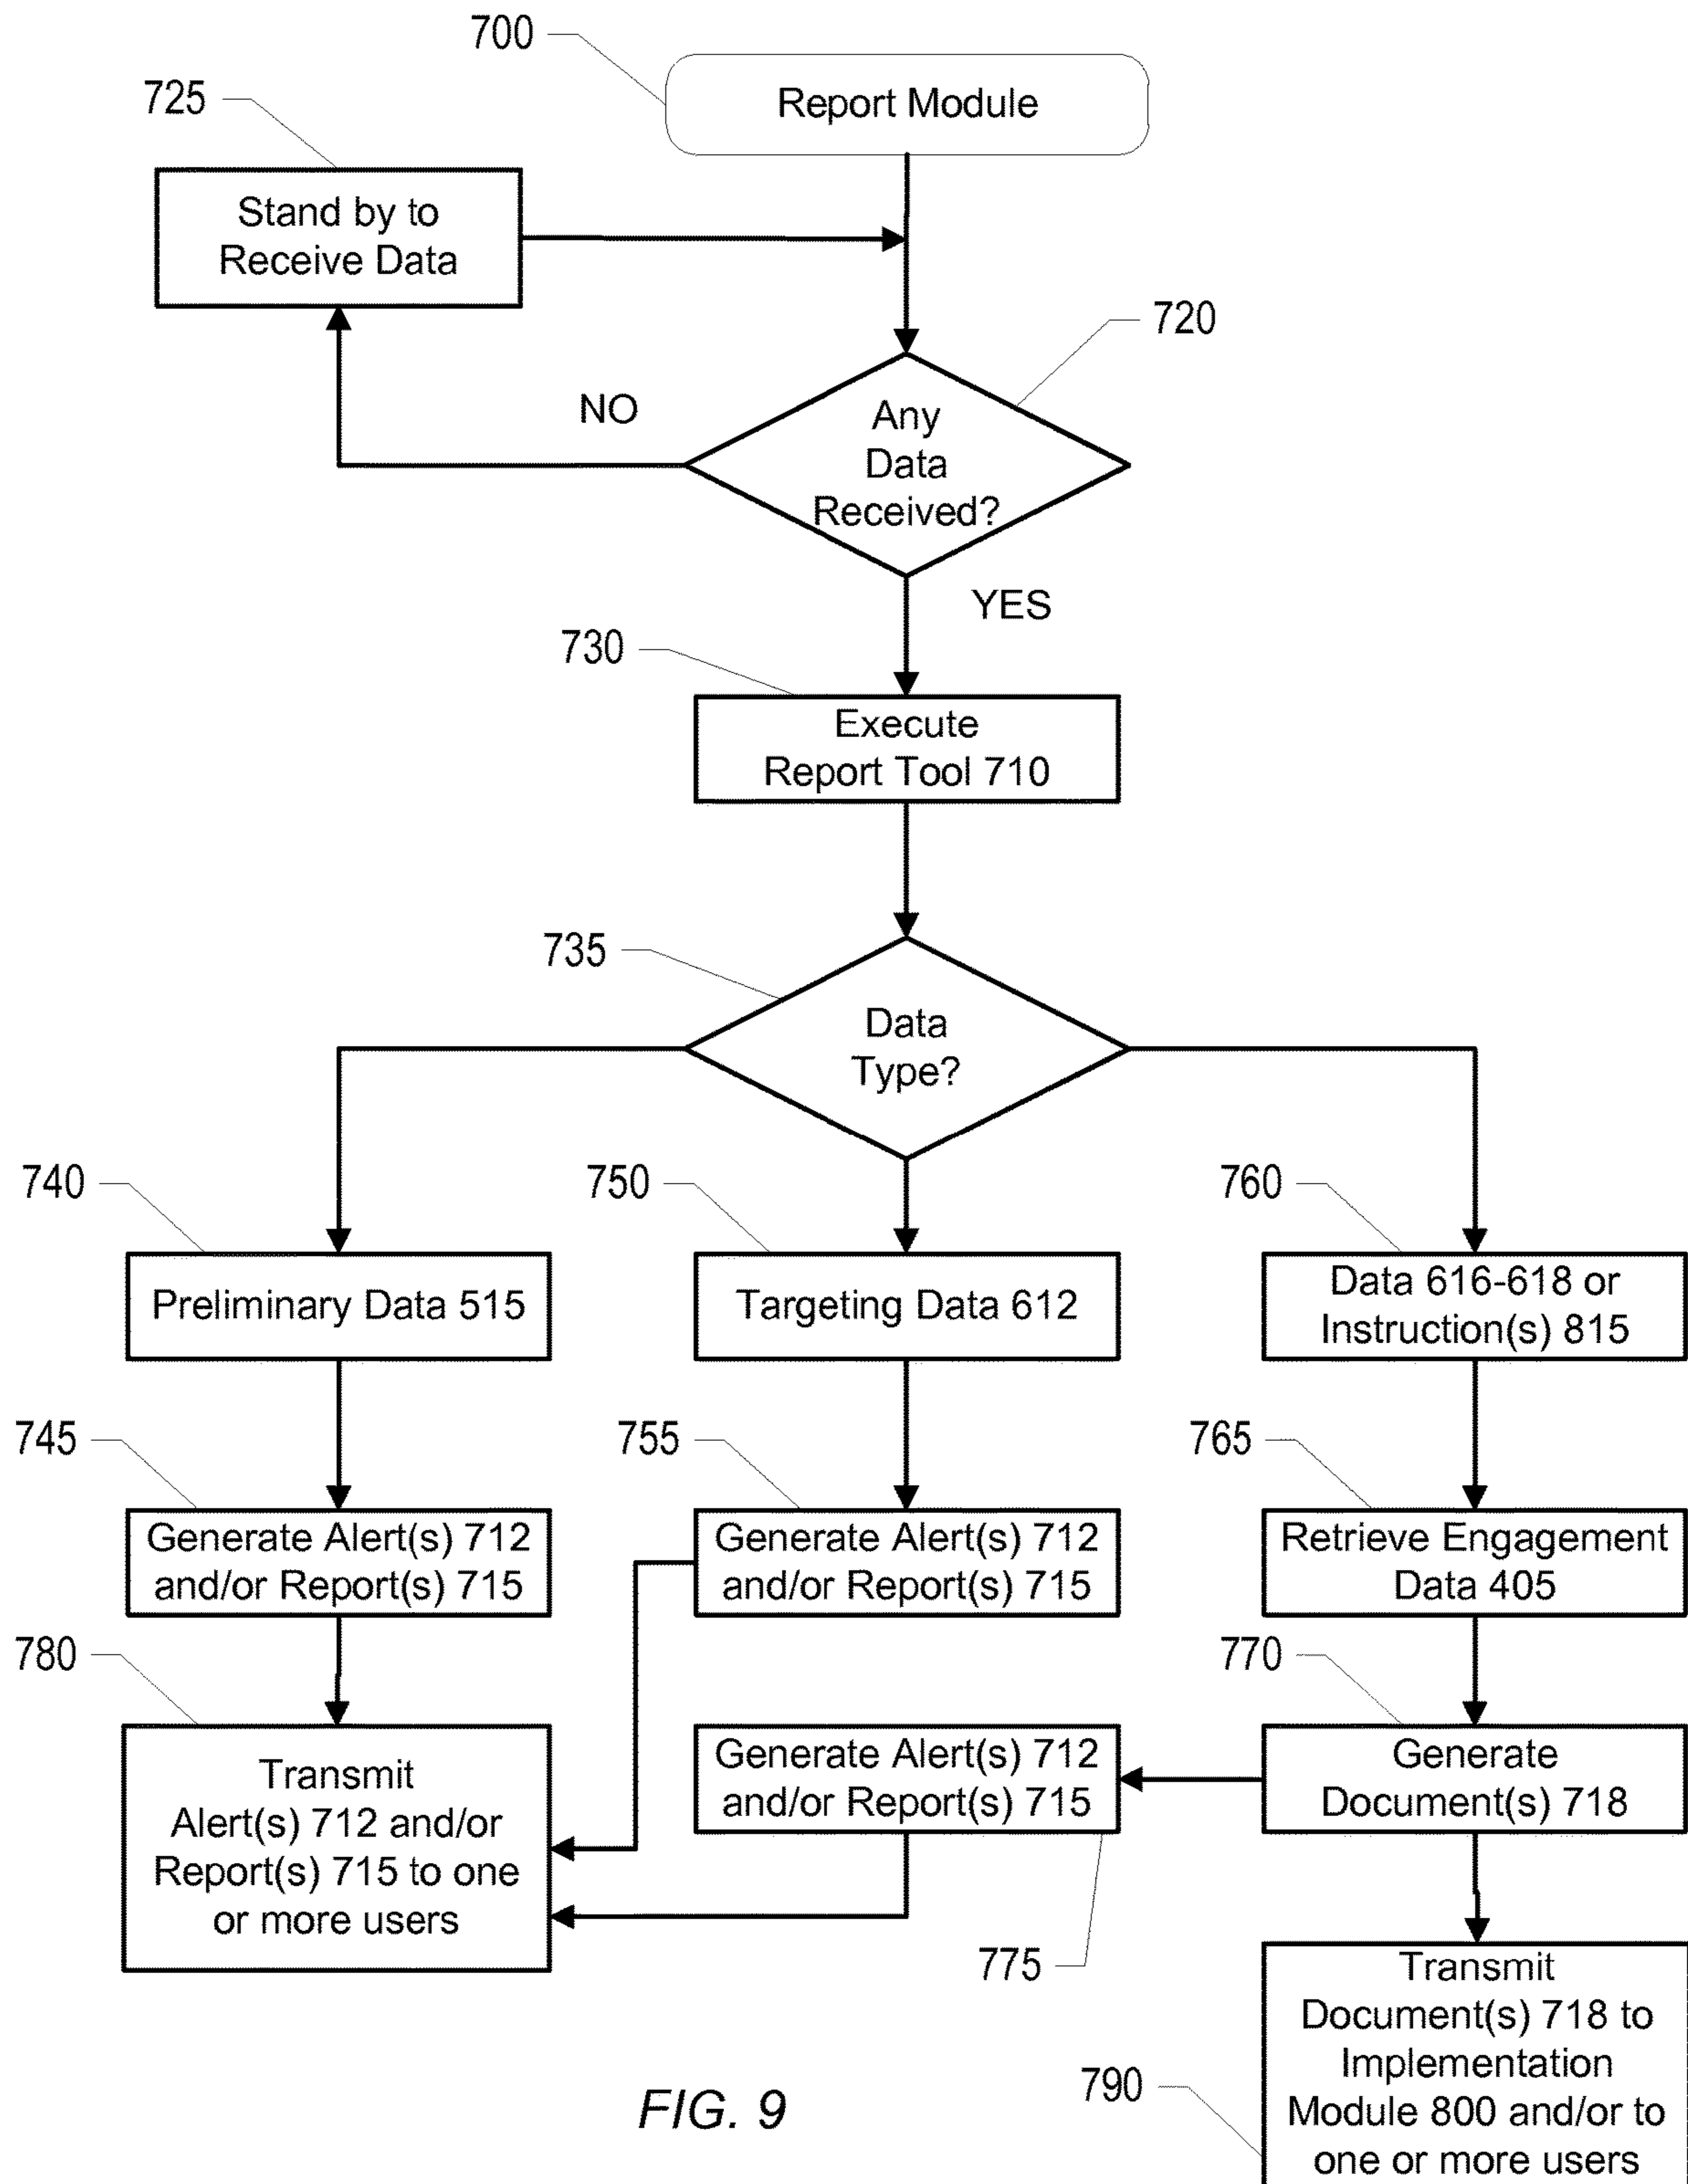 700
Report Module
725
Stand by to
Receive Data
720
NO
Any
Data
Received?
YES
730
Execute
Report Tool 710
735
Data
Type?
740
750
760
Preliminary Data 515
Targeting Data 612
Data 616-618 or
Instruction(s) 815
745
755
765
Generate Alert(s) 712
and/or Report(s) 715
Generate Alert(s) 712
and/or Report(s) 715
Retrieve Engagement
Data 405
780
770
Transmit
Alert(s) 712 and/or
Report(s) 715 to one
or more users
Generate Alert(s) 712
and/or Report(s) 715
Generate
Document(s) 718
775
Transmit
Document(s) 718 to
Implementation
Module 800 and/or to
one or more users
790
FIG. 9